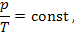 p/T = const,